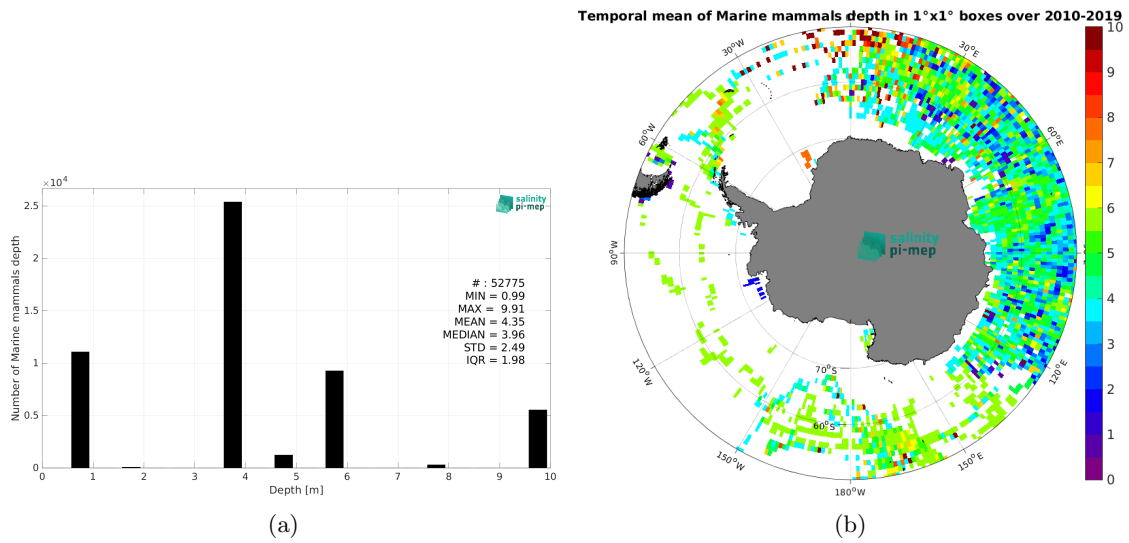 ×10⁴
2.5
2
1.5
1
0.5
0
0 1 2 3 4 5 6 7 8 9 10
Depth [m]
Number of Marine mammals depth
salinity
pi-mep
# : 52775
MIN = 0.99
MAX = 9.91
MEAN = 4.35
MEDIAN = 3.96
STD = 2.49
IQR = 1.98
(a)
Temporal mean of Marine mammals depth in 1°x1° boxes over 2010-2019
30°W
30°E
60°W
60°E
90°W
120°W
120°E
150°W
150°E
180°W
70°S
60°S
salinity
pi-mep
10
9
8
7
6
5
4
3
2
1
0
(b)